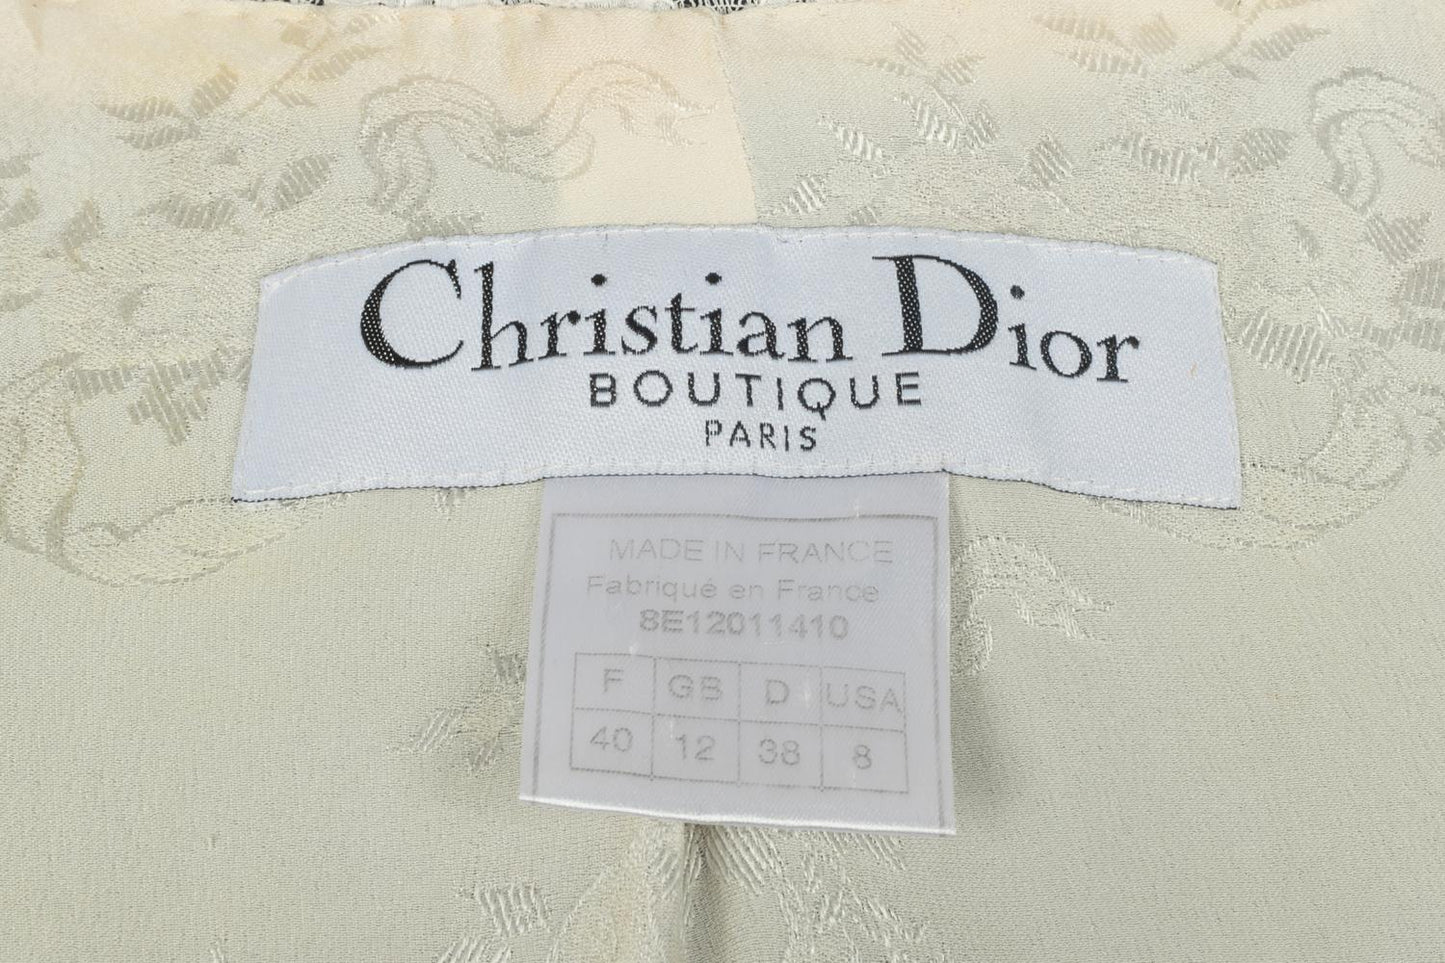 Christian Dior
BOUTIQUE
PARIS
MADE IN FRANCE
Fabriqué en France
8E12011410
F GB D USA
40 12 38 8